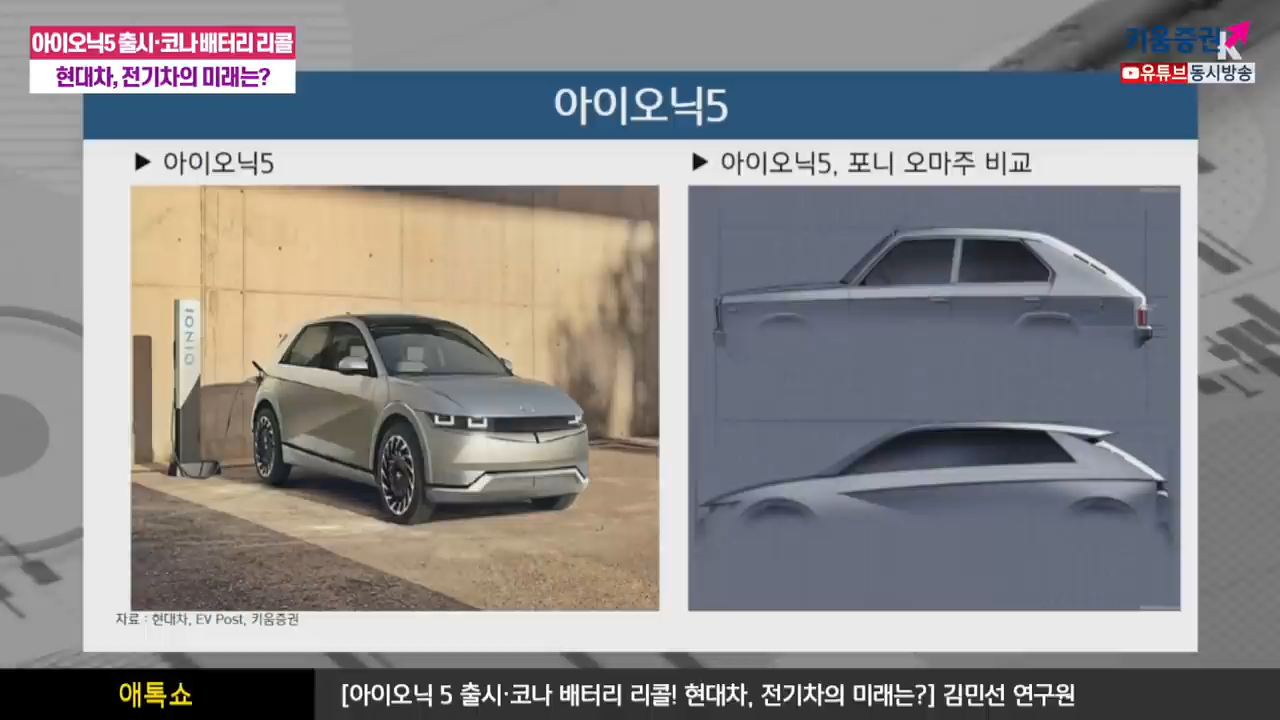 아이오닉5 출시·코나 배터리 리콜
현대차, 전기차의 미래는?
키움증권
유튜브 동시방송
아이오닉5
▶ 아이오닉5
▶ 아이오닉5, 포니 오마주 비교
IONIQ
자료 : 현대차, EV Post, 키움증권
애톡쇼
[아이오닉 5 출시·코나 배터리 리콜! 현대차, 전기차의 미래는?] 김민선 연구원